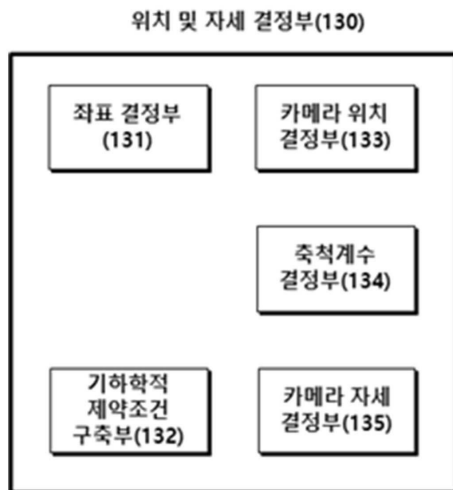 위치 및 자세 결정부(130)
좌표 결정부
(131)
카메라 위치
결정부(133)
축척계수
결정부(134)
기하학적
제약조건
구축부(132)
카메라 자세
결정부(135)